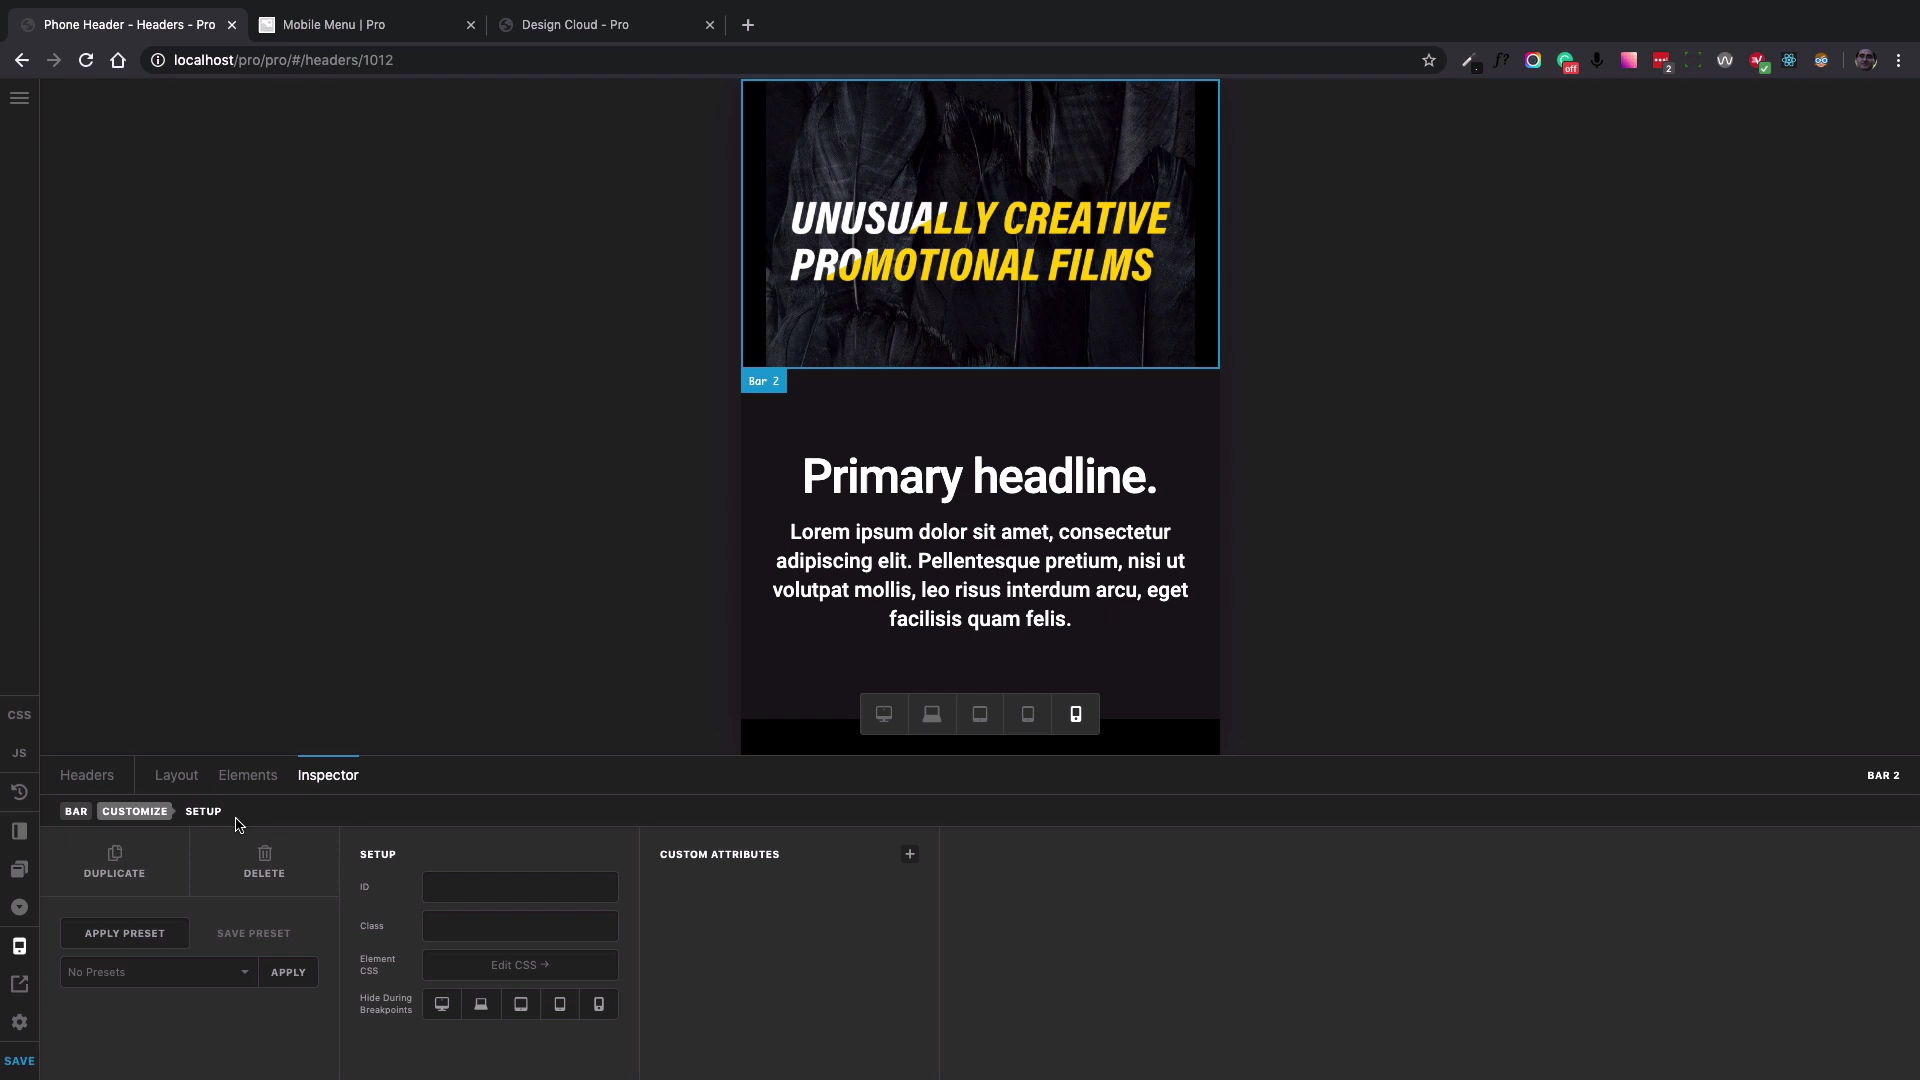 Phone Header - Headers - Pro
Mobile Menu | Pro
Design Cloud - Pro
localhost/pro/pro/#/headers/1012
f?
off
2
UNUSUALLY CREATIVE
PROMOTIONAL FILMS
Bar 2
Primary headline.
Lorem ipsum dolor sit amet, consectetur
adipiscing elit. Pellentesque pretium, nisi ut
volutpat mollis, leo risus interdum arcu, eget
facilisis quam felis.
CSS
JS
Headers
Layout
Elements
Inspector
BAR 2
BAR
CUSTOMIZE
SETUP
DUPLICATE
DELETE
APPLY PRESET
SAVE PRESET
No Presets
APPLY
SETUP
ID
Class
Element
CSS
Edit CSS →
Hide During
Breakpoints
CUSTOM ATTRIBUTES
SAVE